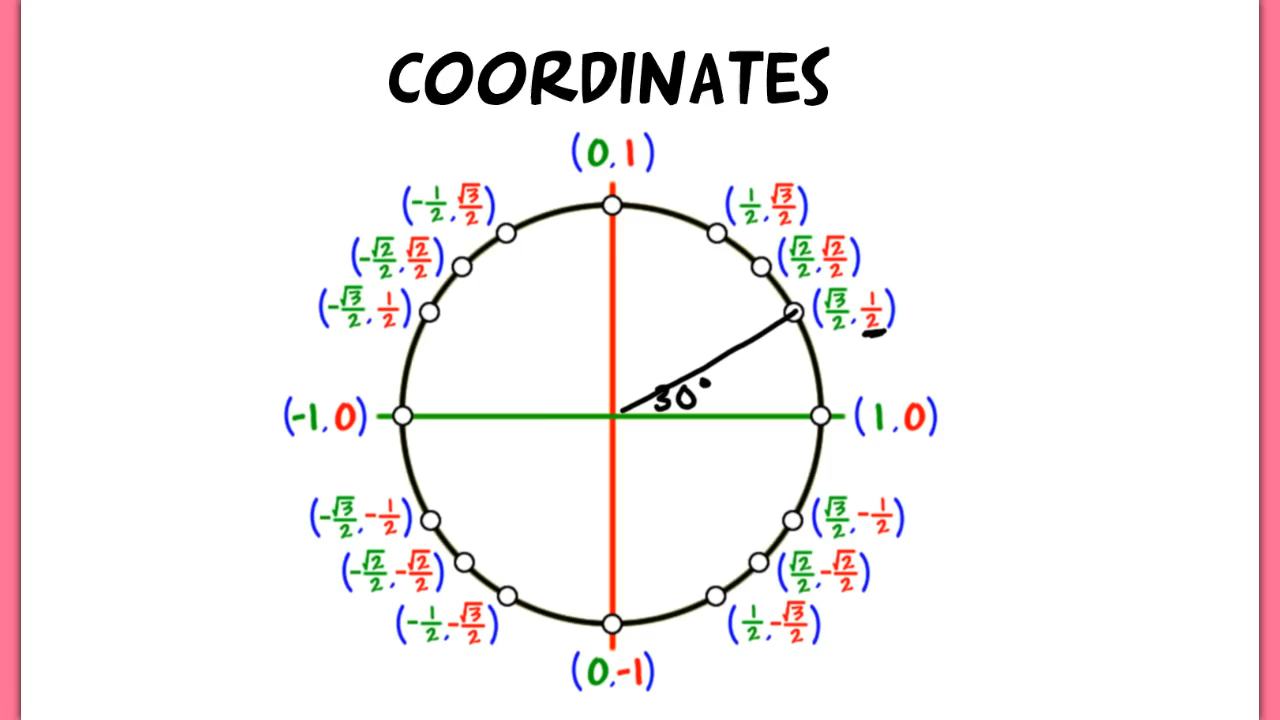 COORDINATES
(0, 1)
(-1/2, √3/2) (1/2, √3/2)
(-√2/2, √2/2) (√2/2, √2/2)
(-√3/2, 1/2) (√3/2, 1/2)
30°
(-1, 0) (1, 0)
(-√3/2, -1/2) (√3/2, -1/2)
(-√2/2, -√2/2) (√2/2, -√2/2)
(-1/2, -√3/2) (1/2, -√3/2)
(0, -1)